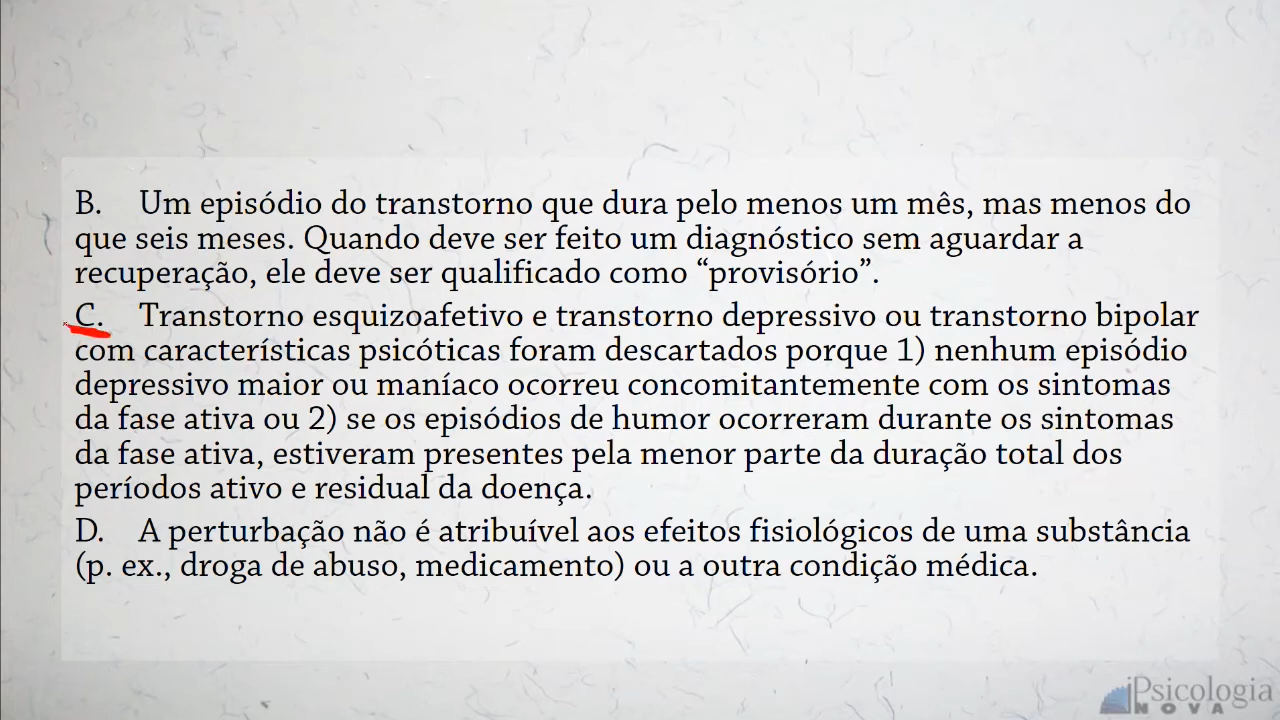 B. Um episódio do transtorno que dura pelo menos um mês, mas menos do
que seis meses. Quando deve ser feito um diagnóstico sem aguardar a
recuperação, ele deve ser qualificado como “provisório”.
C. Transtorno esquizoafetivo e transtorno depressivo ou transtorno bipolar
com características psicóticas foram descartados porque 1) nenhum episódio
depressivo maior ou maníaco ocorreu concomitantemente com os sintomas
da fase ativa ou 2) se os episódios de humor ocorreram durante os sintomas
da fase ativa, estiveram presentes pela menor parte da duração total dos
períodos ativo e residual da doença.
D. A perturbação não é atribuível aos efeitos fisiológicos de uma substância
(p. ex., droga de abuso, medicamento) ou a outra condição médica.
Psicologia
NOVA